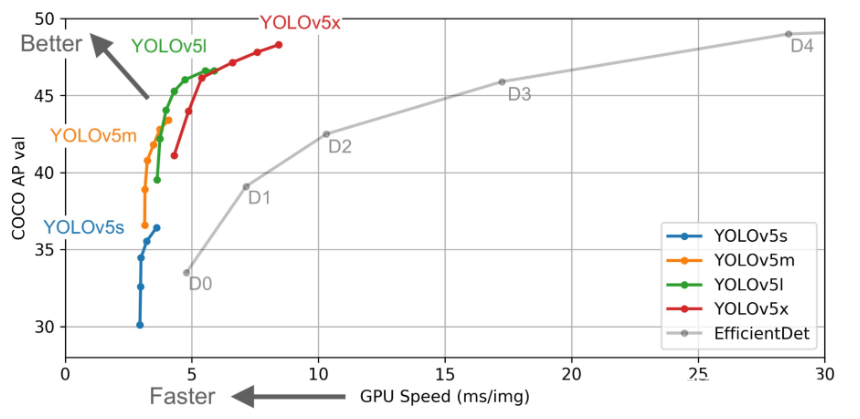 YOLOv5x
Better
YOLOv5l
D4
D3
YOLOv5m
D2
D1
YOLOv5s
D0
COCO AP val
50
45
40
35
30
YOLOv5s
YOLOv5m
YOLOv5l
YOLOv5x
EfficientDet
0 5 10 15 20 25 30
Faster
GPU Speed (ms/img)